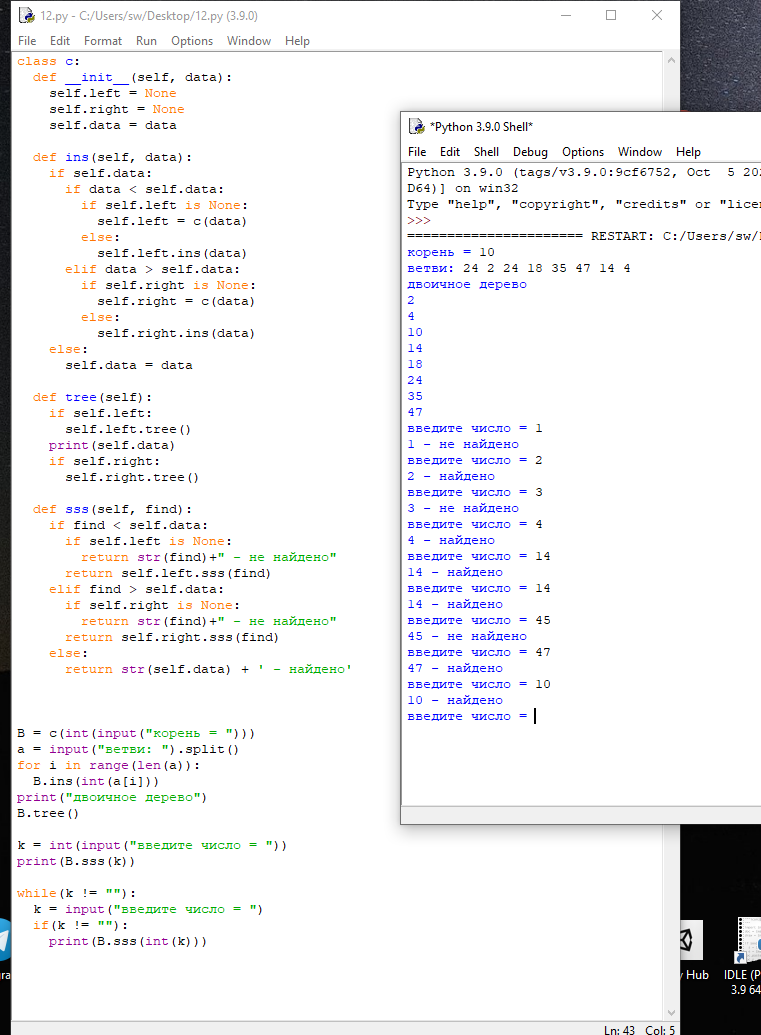 12.py - C:/Users/sw/Desktop/12.py (3.9.0)
File Edit Format Run Options Window Help
class c:
  def __init__(self, data):
    self.left = None
    self.right = None
    self.data = data

  def ins(self, data):
    if self.data:
      if data < self.data:
        if self.left is None:
          self.left = c(data)
        else:
          self.left.ins(data)
      elif data > self.data:
        if self.right is None:
          self.right = c(data)
        else:
          self.right.ins(data)
    else:
      self.data = data

  def tree(self):
    if self.left:
      self.left.tree()
    print(self.data)
    if self.right:
      self.right.tree()

  def sss(self, find):
    if find < self.data:
      if self.left is None:
        return str(find)+" - не найдено"
      return self.left.sss(find)
    elif find > self.data:
      if self.right is None:
        return str(find)+" - не найдено"
      return self.right.sss(find)
    else:
      return str(self.data) + ' - найдено'

B = c(int(input("корень = ")))
a = input("ветви: ").split()
for i in range(len(a)):
  B.ins(int(a[i]))
print("двоичное дерево")
B.tree()

k = int(input("введите число = "))
print(B.sss(k))

while(k != ""):
  k = input("введите число = ")
  if(k != ""):
    print(B.sss(int(k)))
Ln: 43 Col: 5
*Python 3.9.0 Shell*
File Edit Shell Debug Options Window Help
Python 3.9.0 (tags/v3.9.0:9cf6752, Oct  5 202
D64)] on win32
Type "help", "copyright", "credits" or "licen
>>>
====================== RESTART: C:/Users/sw/
корень = 10
ветви: 24 2 24 18 35 47 14 4
двоичное дерево
2
4
10
14
18
24
35
47
введите число = 1
1 - не найдено
введите число = 2
2 - найдено
введите число = 3
3 - не найдено
введите число = 4
4 - найдено
введите число = 14
14 - найдено
введите число = 14
14 - найдено
введите число = 45
45 - не найдено
введите число = 47
47 - найдено
введите число = 10
10 - найдено
введите число =
y Hub
IDLE (P
3.9 64
gra